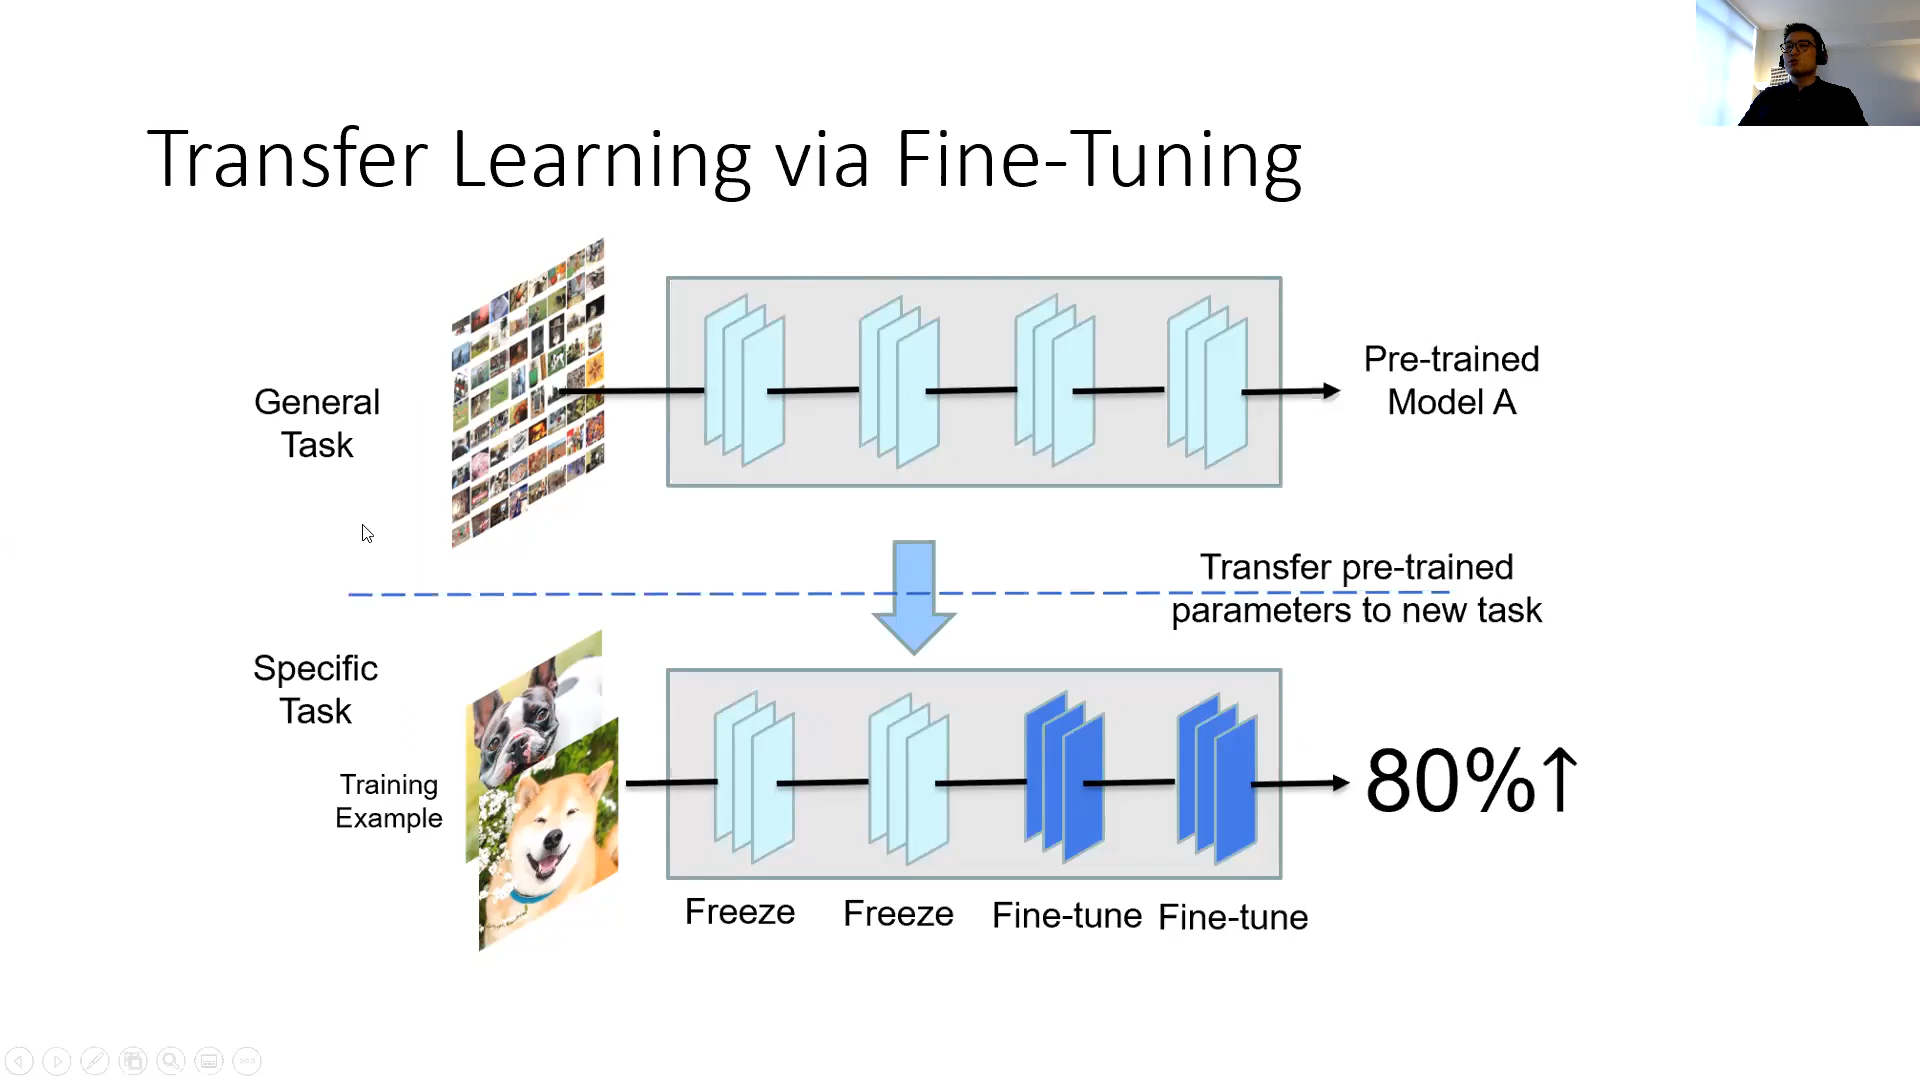 Transfer Learning via Fine-Tuning
General
Task
Pre-trained
Model A
Transfer pre-trained
parameters to new task
Specific
Task
Training
Example
80%↑
Freeze
Freeze
Fine-tune
Fine-tune